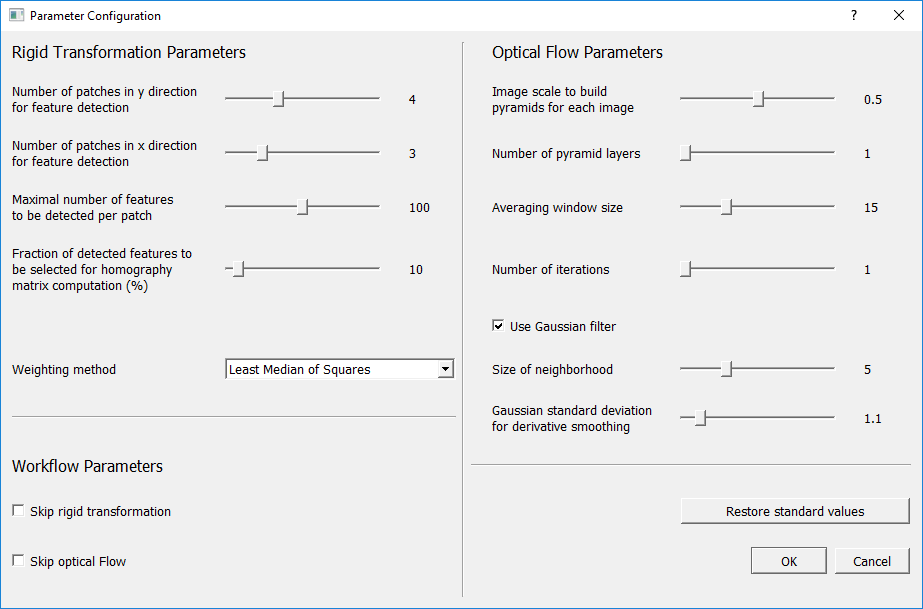 Parameter Configuration
?
Rigid Transformation Parameters
Number of patches in y direction
for feature detection
4
Number of patches in x direction
for feature detection
3
Maximal number of features
to be detected per patch
100
Fraction of detected features to
be selected for homography
matrix computation (%)
10
Weighting method
Least Median of Squares
Workflow Parameters
Skip rigid transformation
Skip optical Flow
Optical Flow Parameters
Image scale to build
pyramids for each image
0.5
Number of pyramid layers
1
Averaging window size
15
Number of iterations
1
Use Gaussian filter
Size of neighborhood
5
Gaussian standard deviation
for derivative smoothing
1.1
Restore standard values
OK
Cancel